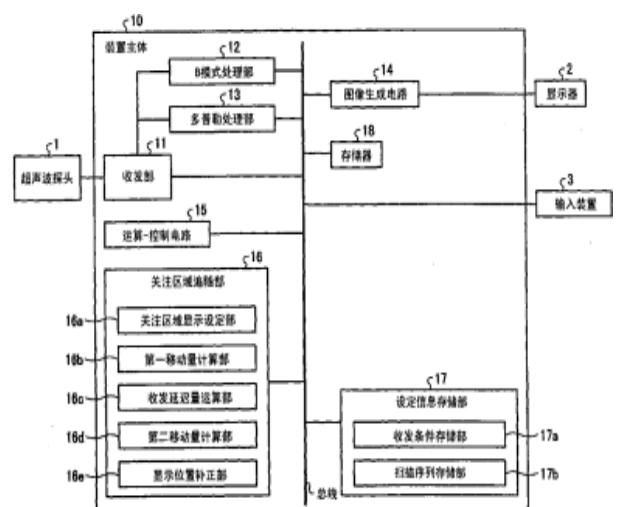 10
装置主体
12
B模式处理部
13
多普勒处理部
14
图像生成电路
2
显示器
18
存储器
1
超声波探头
11
收发部
3
输入装置
15
运算-控制电路
16
关注区域追随部
16a
关注区域显示设定部
16b
第一移动量计算部
16c
收发延迟量运算部
16d
第二移动量计算部
16e
显示位置补正部
17
设定信息存储部
收发条件存储部
17a
扫描序列存储部
17b
总线